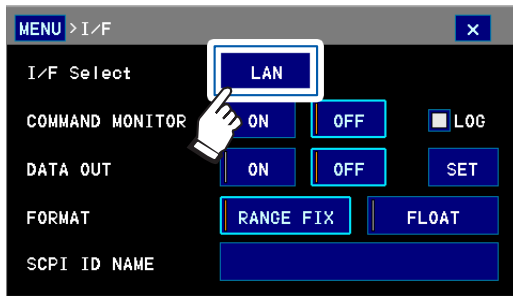 MENU >I/F ×
I/F Select LAN
COMMAND MONITOR ON OFF LOG
DATA OUT ON OFF SET
FORMAT RANGE FIX FLOAT
SCPI ID NAME